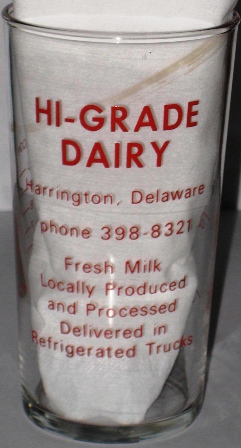 HI-GRADE
DAIRY
Harrington, Delaware
phone 398-8321
Fresh Milk
Locally Produced
and Processed
Delivered in
Refrigerated Trucks